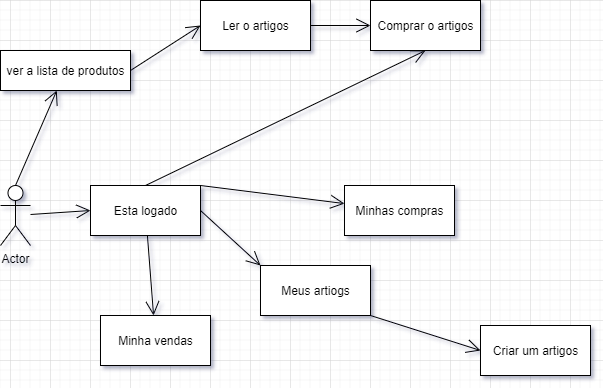 Ler o artigos
Comprar o artigos
ver a lista de produtos
Esta logado
Minhas compras
Actor
Meus artiogs
Minha vendas
Criar um artigos